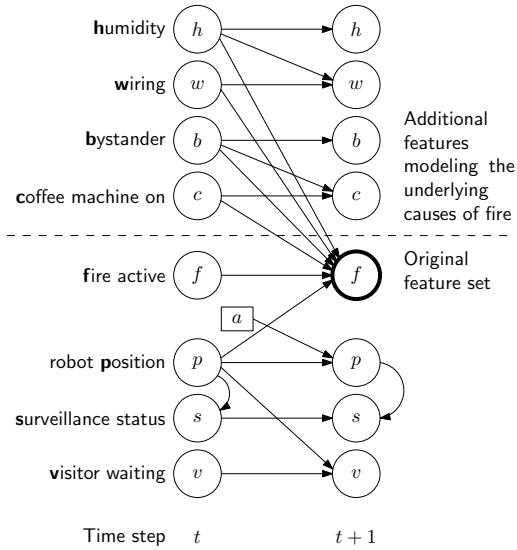 humidity h h
wiring w w
bystander b b
coffee machine on c c
Additional
features
modeling the
underlying
causes of fire
fire active f f
Original
feature set
a
robot position p p
surveillance status s s
visitor waiting v v
Time step t t + 1